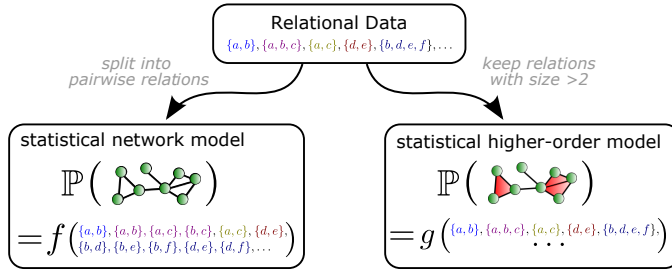 Relational Data
{a, b},{a, b, c}, {a, c}, {d, e}, {b, d, e, f}, ...
split into
pairwise relations
keep relations
with size >2
statistical network model
ℙ( )
=f({a, b}, {a, b}, {a, c}, {b, c}, {a, c}, {d, e},
{b, d}, {b, e}, {b, f}, {d, e}, {d, f}, ...)
statistical higher-order model
ℙ( )
=g({a, b}, {a, b, c}, {a, c}, {d, e}, {b, d, e, f},
...)